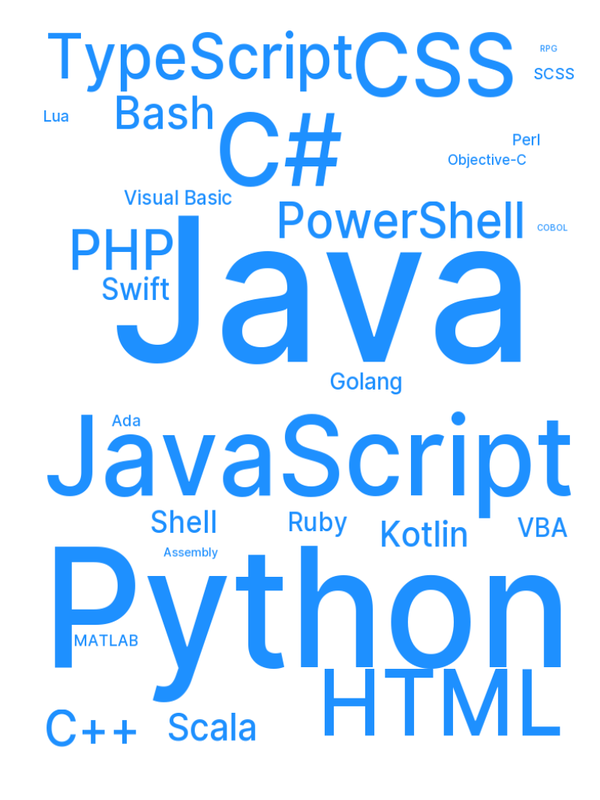 TypeScript CSS RPG
SCSS
Lua Bash C# Perl
Objective-C
Visual Basic
PowerShell
PHP COBOL
Swift
Java
Golang
Ada
JavaScript
Shell Ruby Kotlin VBA
Assembly
Python
MATLAB
HTML
C++ Scala